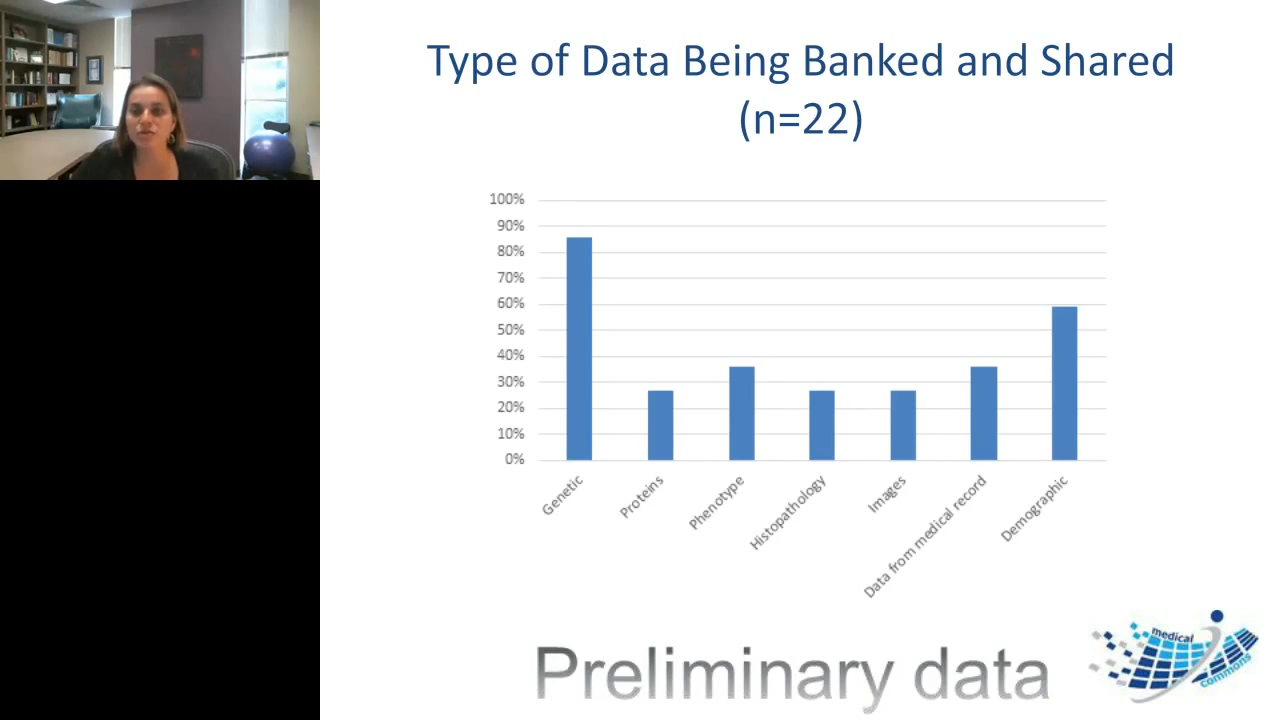 Type of Data Being Banked and Shared
(n=22)
100%
90%
80%
70%
60%
50%
40%
30%
20%
10%
0%
Genetic
Proteins
Phenotype
Histopathology
Images
Data from medical record
Demographic
Preliminary data
medical
commons